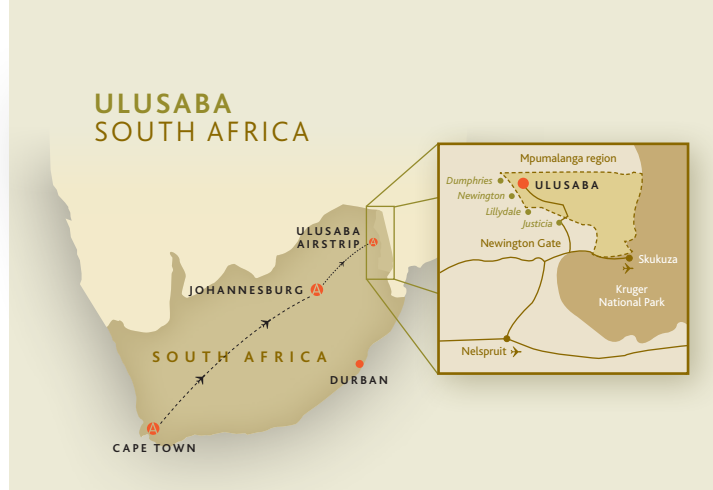 ULUSABA
SOUTH AFRICA
Mpumalanga region
Dumphries
ULUSABA
Newington
Lillydale
Justicia
Newington Gate
Skukuza
Kruger
National Park
Nelspruit
ULUSABA
AIRSTRIP
A
JOHANNESBURG
A
SOUTH AFRICA
DURBAN
A
CAPE TOWN